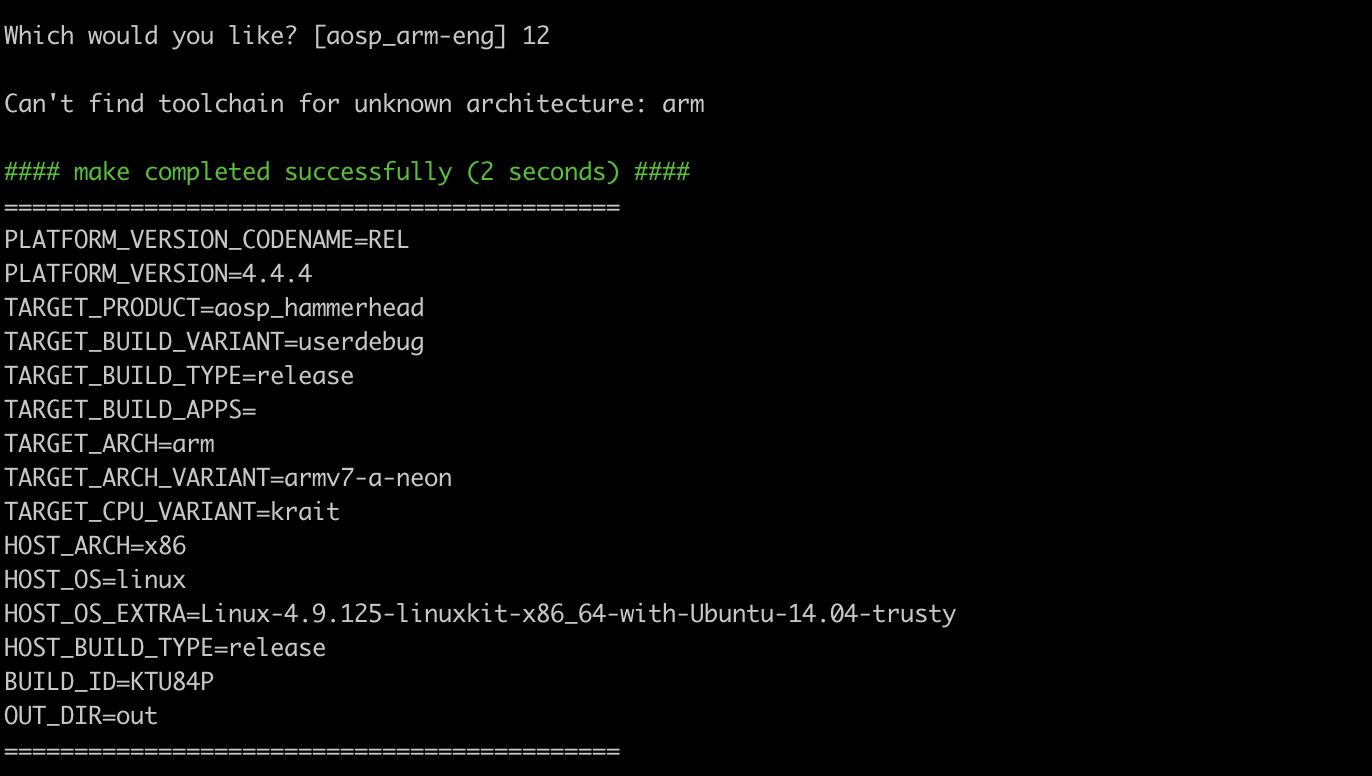 Which would you like? [aosp_arm-eng] 12
Can't find toolchain for unknown architecture: arm
#### make completed successfully (2 seconds) ####
============================================
PLATFORM_VERSION_CODENAME=REL
PLATFORM_VERSION=4.4.4
TARGET_PRODUCT=aosp_hammerhead
TARGET_BUILD_VARIANT=userdebug
TARGET_BUILD_TYPE=release
TARGET_BUILD_APPS=
TARGET_ARCH=arm
TARGET_ARCH_VARIANT=armv7-a-neon
TARGET_CPU_VARIANT=krait
HOST_ARCH=x86
HOST_OS=linux
HOST_OS_EXTRA=Linux-4.9.125-linuxkit-x86_64-with-Ubuntu-14.04-trusty
HOST_BUILD_TYPE=release
BUILD_ID=KTU84P
OUT_DIR=out
============================================